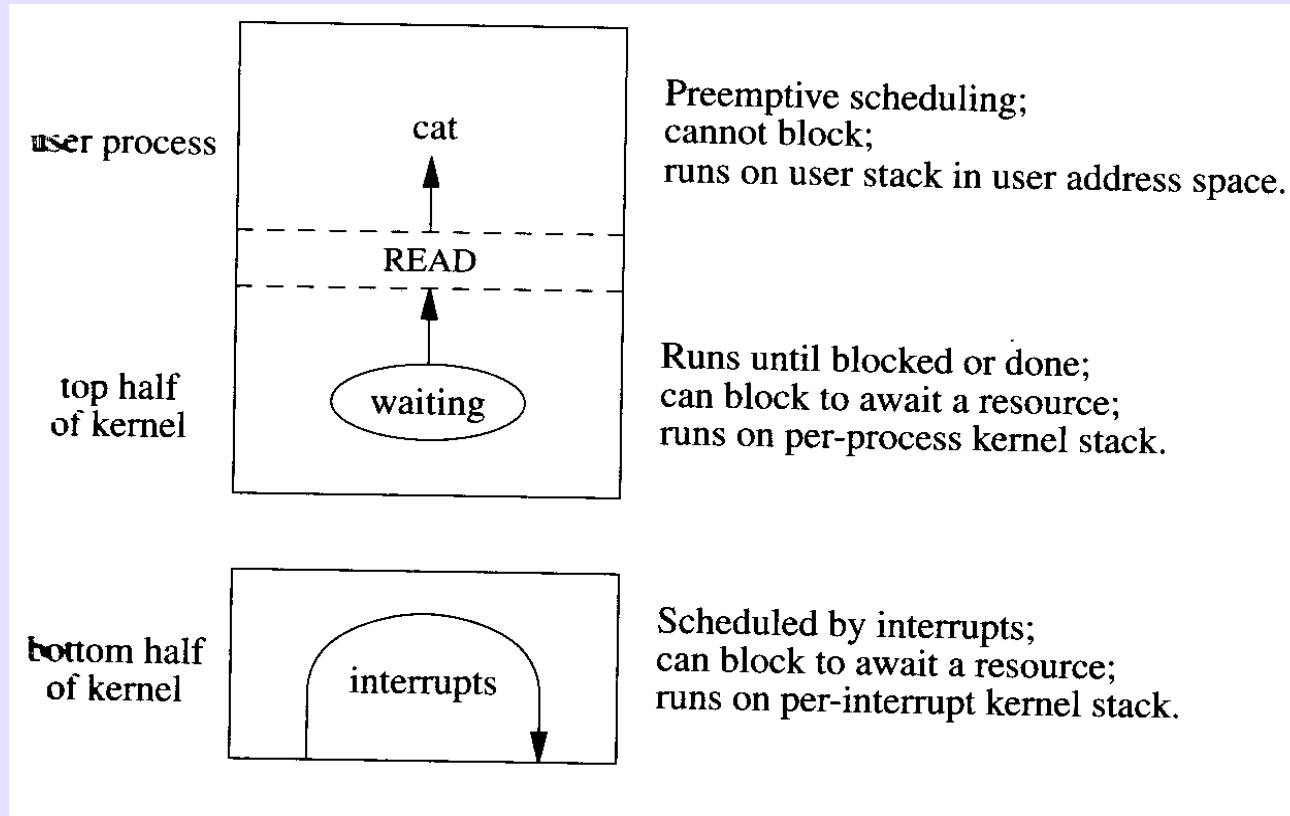 user process
cat
READ
Preemptive scheduling;
cannot block;
runs on user stack in user address space.
top half
of kernel
waiting
Runs until blocked or done;
can block to await a resource;
runs on per-process kernel stack.
bottom half
of kernel
interrupts
Scheduled by interrupts;
can block to await a resource;
runs on per-interrupt kernel stack.